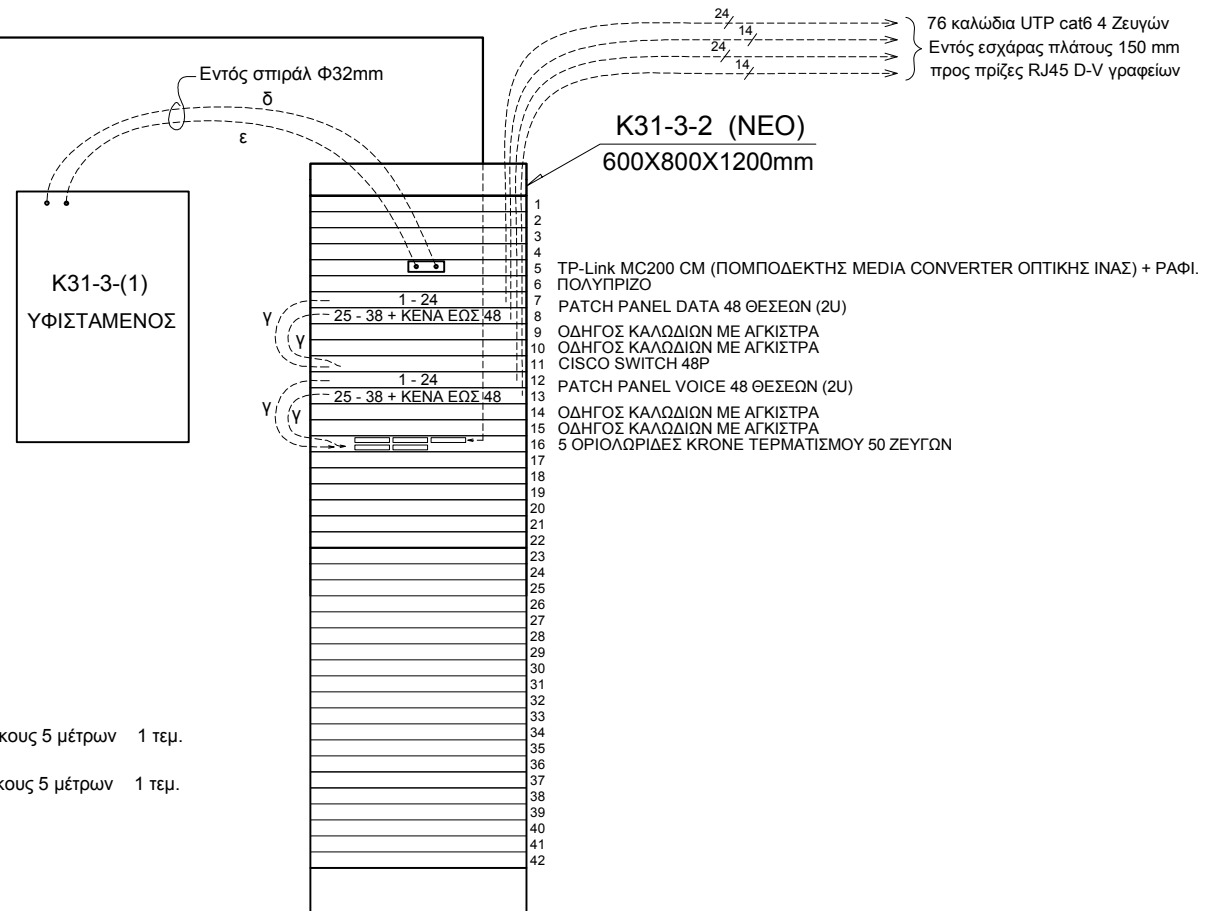 24
14
24
14
76 καλώδια UTP cat6 4 Ζευγών
Εντός εσχάρας πλάτους 150 mm
προς πρίζες RJ45 D-V γραφείων
Εντός σπιράλ Φ32mm
δ
ε
K31-3-2 (ΝΕΟ)
600X800X1200mm
K31-3-(1)
ΥΦΙΣΤΑΜΕΝΟΣ
1
2
3
4
5 TP-Link MC200 CM (ΠΟΜΠΟΔΕΚΤΗΣ MEDIA CONVERTER ΟΠΤΙΚΗΣ ΙΝΑΣ) + ΡΑΦΙ.
6 ΠΟΛΥΠΡΙΖΟ
1 - 24 7 PATCH PANEL DATA 48 ΘΕΣΕΩΝ (2U)
25 - 38 + ΚΕΝΑ ΕΩΣ 48 8
γ
γ
9 ΟΔΗΓΟΣ ΚΑΛΩΔΙΩΝ ΜΕ ΑΓΚΙΣΤΡΑ
10 ΟΔΗΓΟΣ ΚΑΛΩΔΙΩΝ ΜΕ ΑΓΚΙΣΤΡΑ
11 CISCO SWITCH 48P
1 - 24 12 PATCH PANEL VOICE 48 ΘΕΣΕΩΝ (2U)
25 - 38 + ΚΕΝΑ ΕΩΣ 48 13
γ
γ
14 ΟΔΗΓΟΣ ΚΑΛΩΔΙΩΝ ΜΕ ΑΓΚΙΣΤΡΑ
15 ΟΔΗΓΟΣ ΚΑΛΩΔΙΩΝ ΜΕ ΑΓΚΙΣΤΡΑ
16 5 ΟΡΙΟΛΩΡΙΔΕΣ KRONE ΤΕΡΜΑΤΙΣΜΟΥ 50 ΖΕΥΓΩΝ
17
18
19
20
21
22
23
24
25
26
27
28
29
30
31
32
33
34
35
36
37
38
39
40
41
42
κους 5 μέτρων 1 τεμ.
κους 5 μέτρων 1 τεμ.